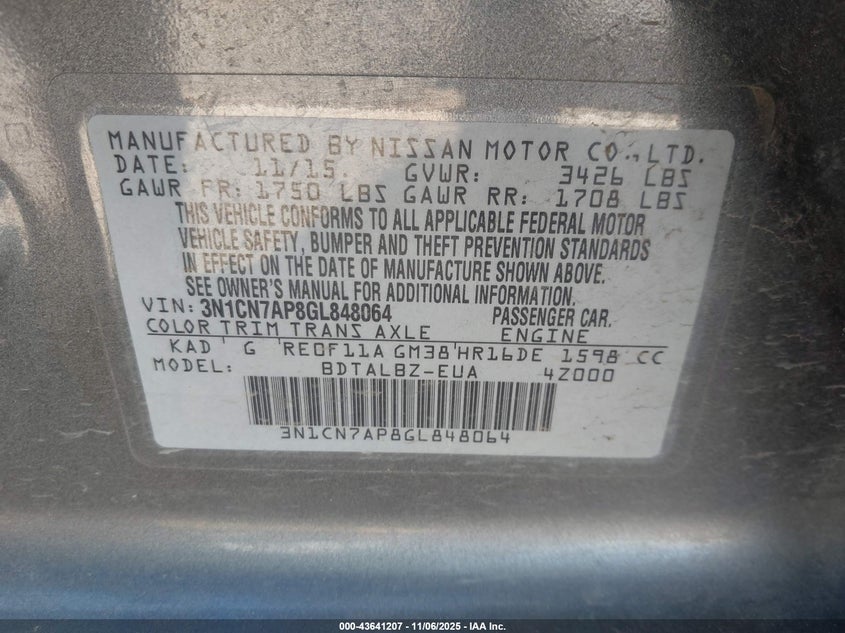 MANUFACTURED BY NISSAN MOTOR CO., LTD.
DATE: 11/15. GVWR: 3426 LBS
GAWR FR: 1750 LBS GAWR RR: 1708 LBS
THIS VEHICLE CONFORMS TO ALL APPLICABLE FEDERAL MOTOR
VEHICLE SAFETY, BUMPER AND THEFT PREVENTION STANDARDS
IN EFFECT ON THE DATE OF MANUFACTURE SHOWN ABOVE.
SEE OWNER'S MANUAL FOR ADDITIONAL INFORMATION.
VIN: 3N1CN7AP8GL848064 PASSENGER CAR.
COLOR TRIM TRANS AXLE ENGINE
KAD G RE0F11A GM38 HR16DE 1598 CC
MODEL: BDTALBZ-EUA 4Z000
3N1CN7AP8GL848064
000-43641207 - 11/06/2025 - IAA Inc.